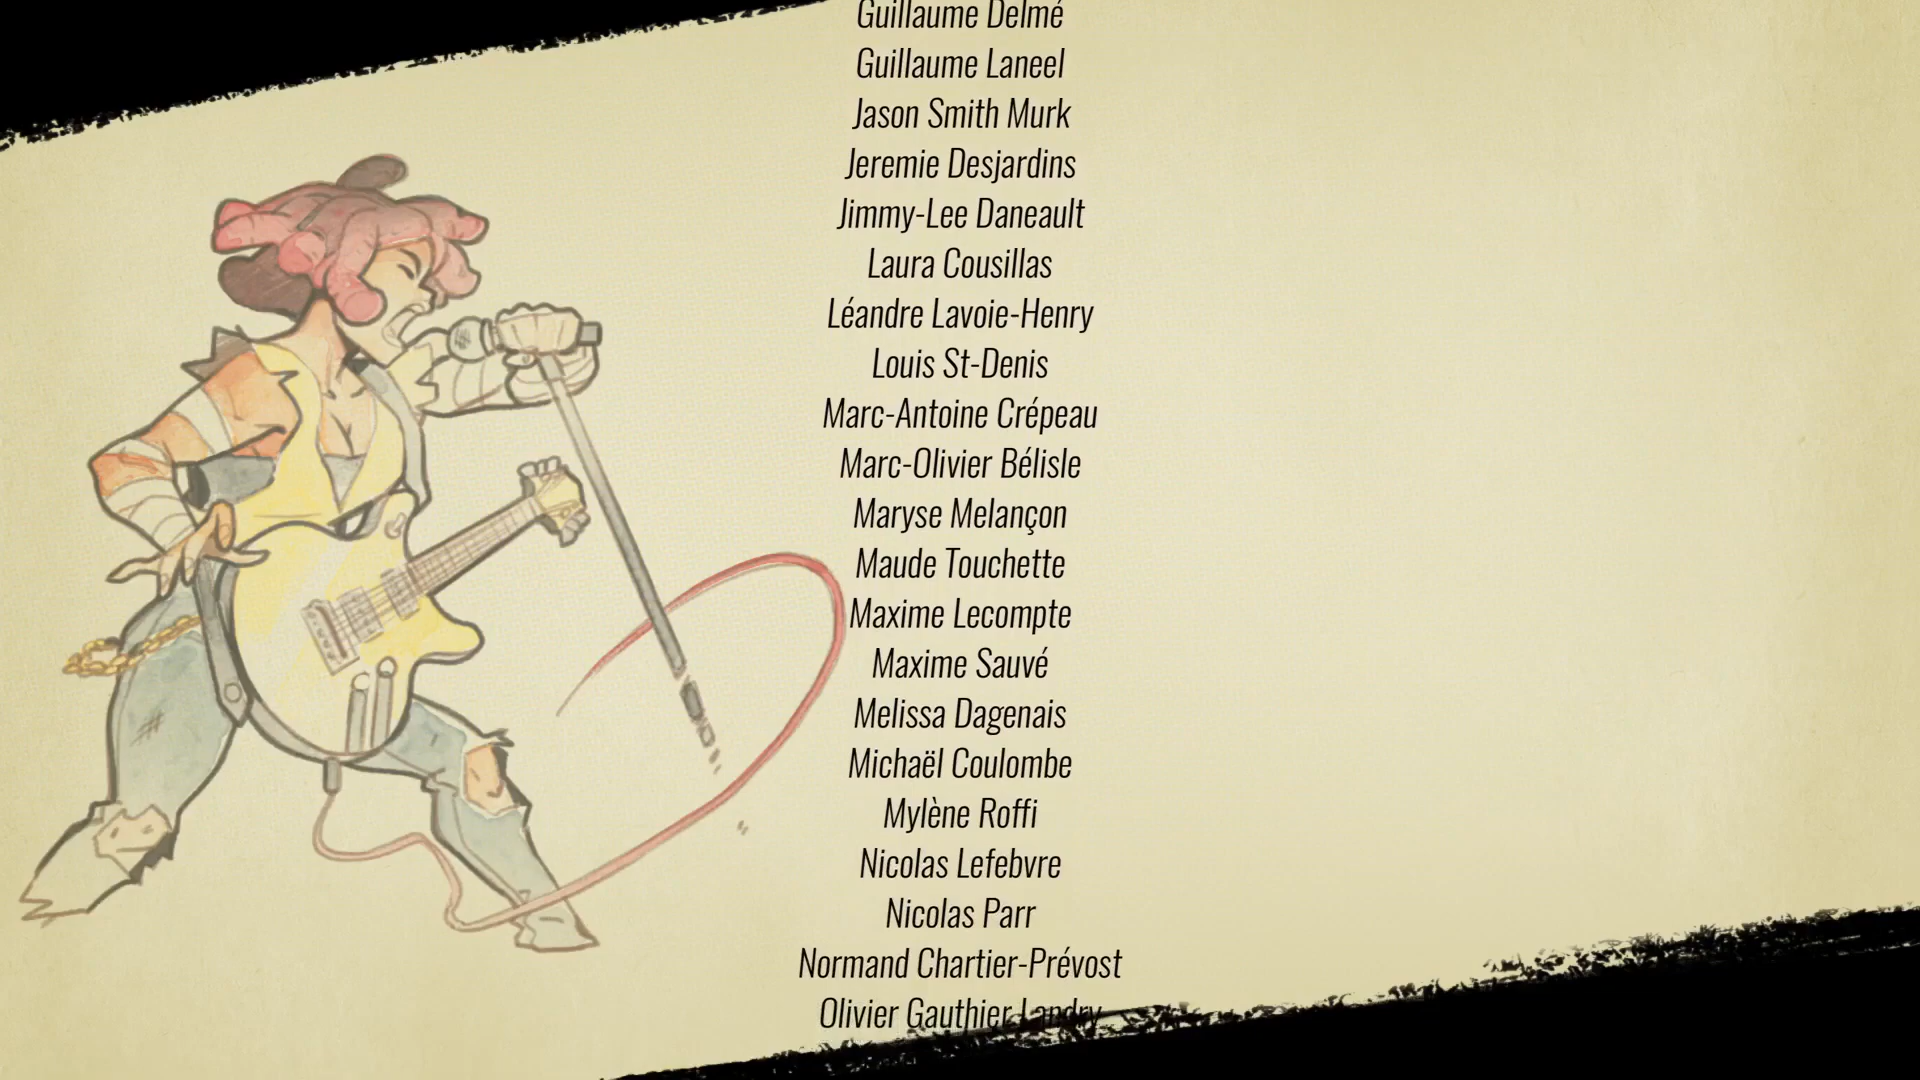 Guillaume Delmé
Guillaume Laneel
Jason Smith Murk
Jeremie Desjardins
Jimmy-Lee Daneault
Laura Cousillas
Léandre Lavoie-Henry
Louis St-Denis
Marc-Antoine Crépeau
Marc-Olivier Bélisle
Maryse Melançon
Maude Touchette
Maxime Lecompte
Maxime Sauvé
Melissa Dagenais
Michaël Coulombe
Mylène Roffi
Nicolas Lefebvre
Nicolas Parr
Normand Chartier-Prévost
Olivier Gauthier Landry